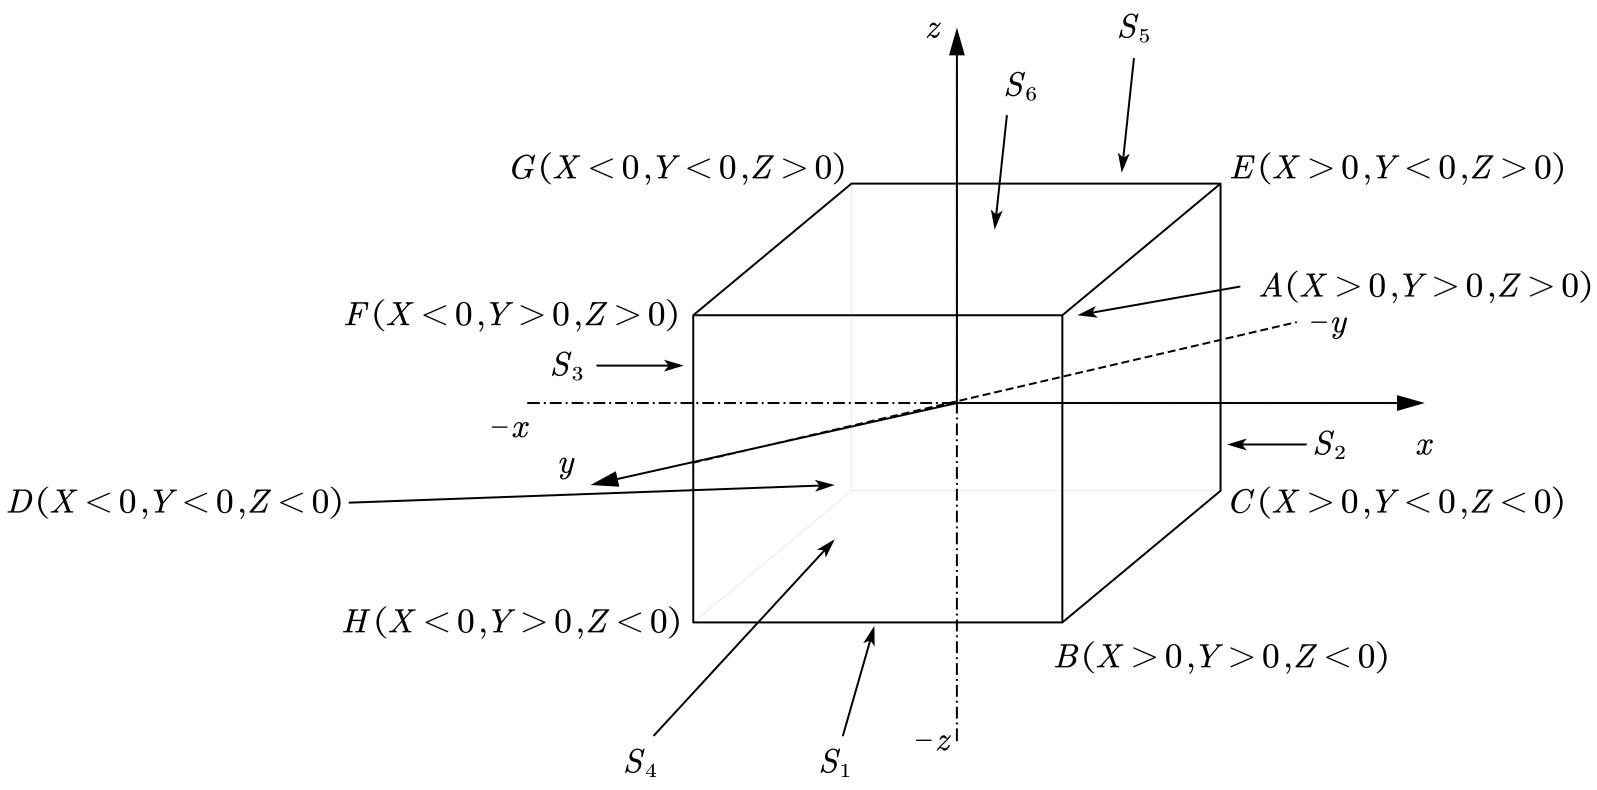 z
S5
S6
G(X<0,Y<0,Z>0)
E(X>0,Y<0,Z>0)
A(X>0,Y>0,Z>0)
F(X<0,Y>0,Z>0)
−y
S3
−x
x
S2
y
D(X<0,Y<0,Z<0)
C(X>0,Y<0,Z<0)
H(X<0,Y>0,Z<0)
B(X>0,Y>0,Z<0)
−z
S4
S1